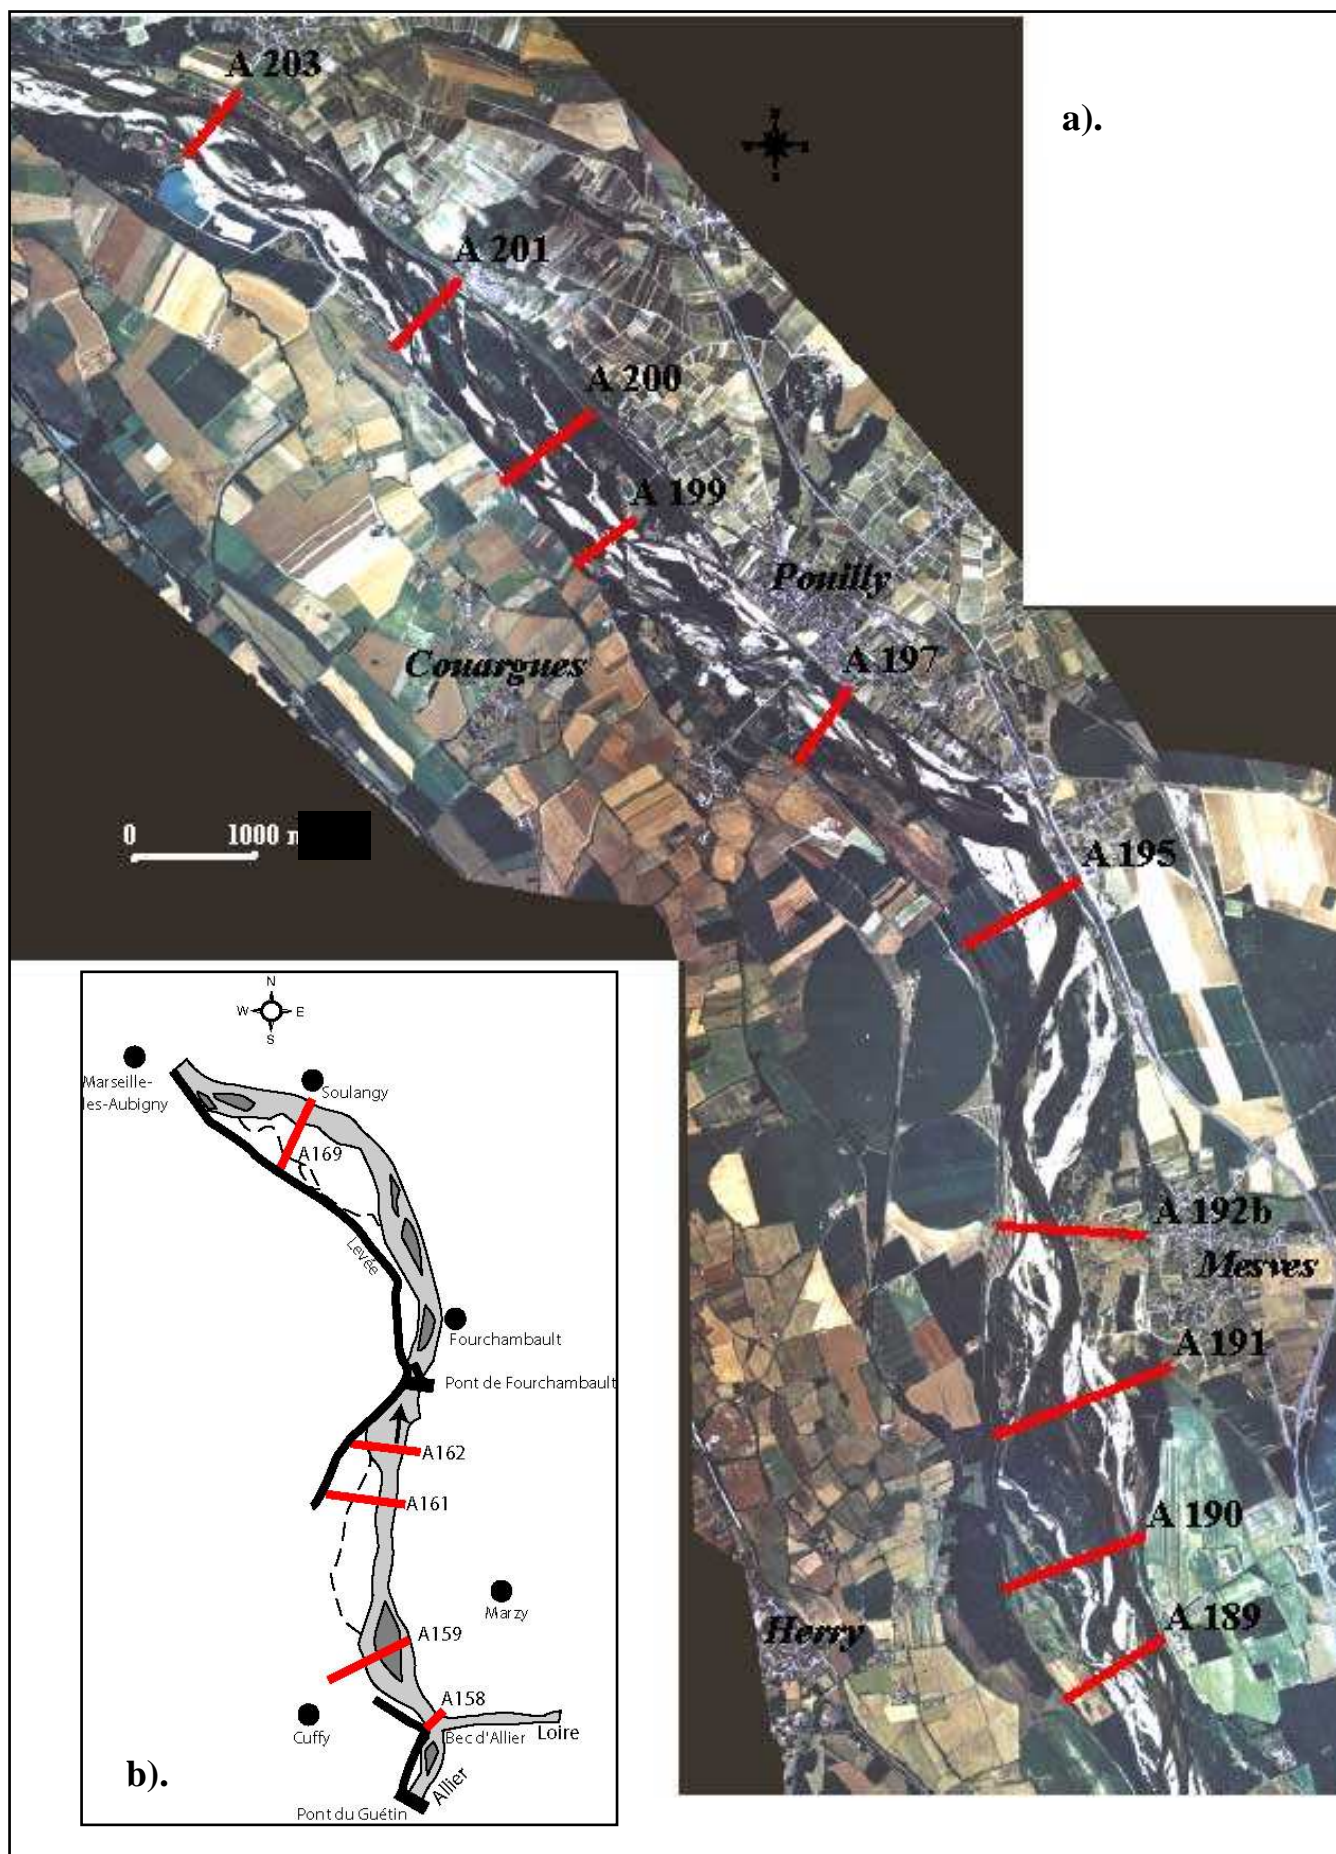 A 203
a).
A 201
A 200
A 199
Pouilly
Couargues
A 197
0 1000
A 195
A 192b
Mesves
A 191
A 190
A 189
Herry
N
W E
S
Marseille-
les-Aubigny
Soulangy
A169
Levée
Fourchambault
Pont de Fourchambault
A162
A161
Marzy
A159
A158
Cuffy
Bec d'Allier
Loire
Allier
Pont du Guétin
b).